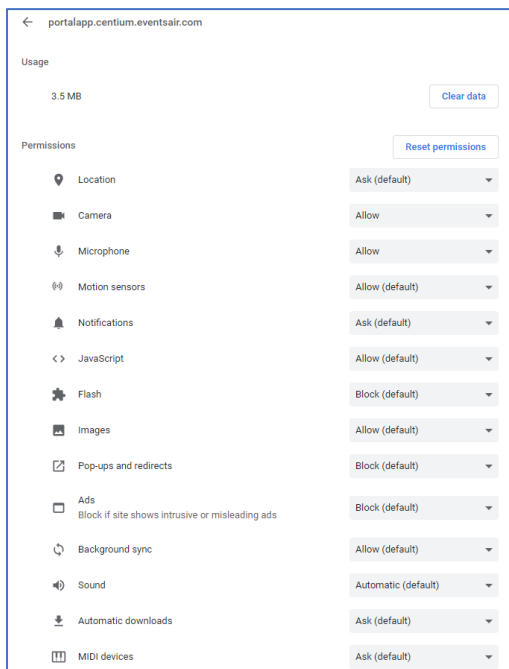 portalapp.centium.eventsair.com
Usage
3.5 MB Clear data
Permissions Reset permissions
Location Ask (default)
Camera Allow
Microphone Allow
Motion sensors Allow (default)
Notifications Ask (default)
JavaScript Allow (default)
Flash Block (default)
Images Allow (default)
Pop-ups and redirects Block (default)
Ads
Block if site shows intrusive or misleading ads Block (default)
Background sync Allow (default)
Sound Automatic (default)
Automatic downloads Ask (default)
MIDI devices Ask (default)